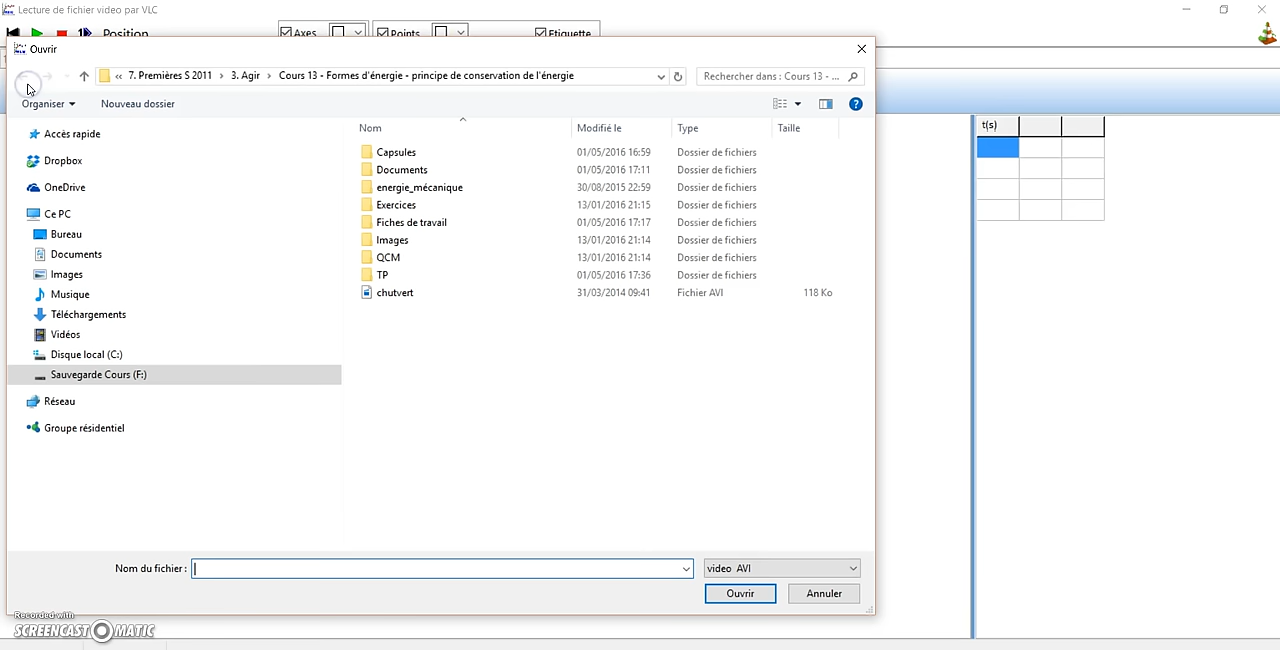 Lecture de fichier video par VLC
Position
Axes
Points
Etiquette
Ouvrir
« 7. Premières S 2011 › 3. Agir › Cours 13 - Formes d'énergie - principe de conservation de l'énergie
Rechercher dans : Cours 13 - ...
Organiser
Nouveau dossier
Accès rapide
Dropbox
OneDrive
Ce PC
Bureau
Documents
Images
Musique
Téléchargements
Vidéos
Disque local (C:)
Sauvegarde Cours (F:)
Réseau
Groupe résidentiel
Nom Modifié le Type Taille
Capsules 01/05/2016 16:59 Dossier de fichiers
Documents 01/05/2016 17:11 Dossier de fichiers
energie_mécanique 30/08/2015 22:59 Dossier de fichiers
Exercices 13/01/2016 21:15 Dossier de fichiers
Fiches de travail 01/05/2016 17:17 Dossier de fichiers
Images 13/01/2016 21:14 Dossier de fichiers
QCM 13/01/2016 21:14 Dossier de fichiers
TP 01/05/2016 17:36 Dossier de fichiers
chutvert 31/03/2014 09:41 Fichier AVI 118 Ko
t(s)
Nom du fichier :
video AVI
Ouvrir
Annuler
Recorded with
SCREENCAST-O-MATIC